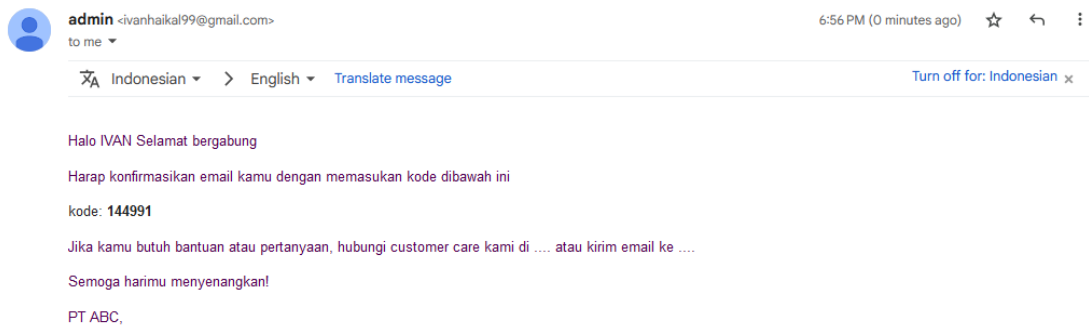 admin <ivanhaikal99@gmail.com> 6:56 PM (0 minutes ago)
to me
Indonesian > English Translate message Turn off for: Indonesian ×
Halo IVAN Selamat bergabung
Harap konfirmasikan email kamu dengan memasukan kode dibawah ini
kode: 144991
Jika kamu butuh bantuan atau pertanyaan, hubungi customer care kami di .... atau kirim email ke ....
Semoga harimu menyenangkan!
PT ABC,